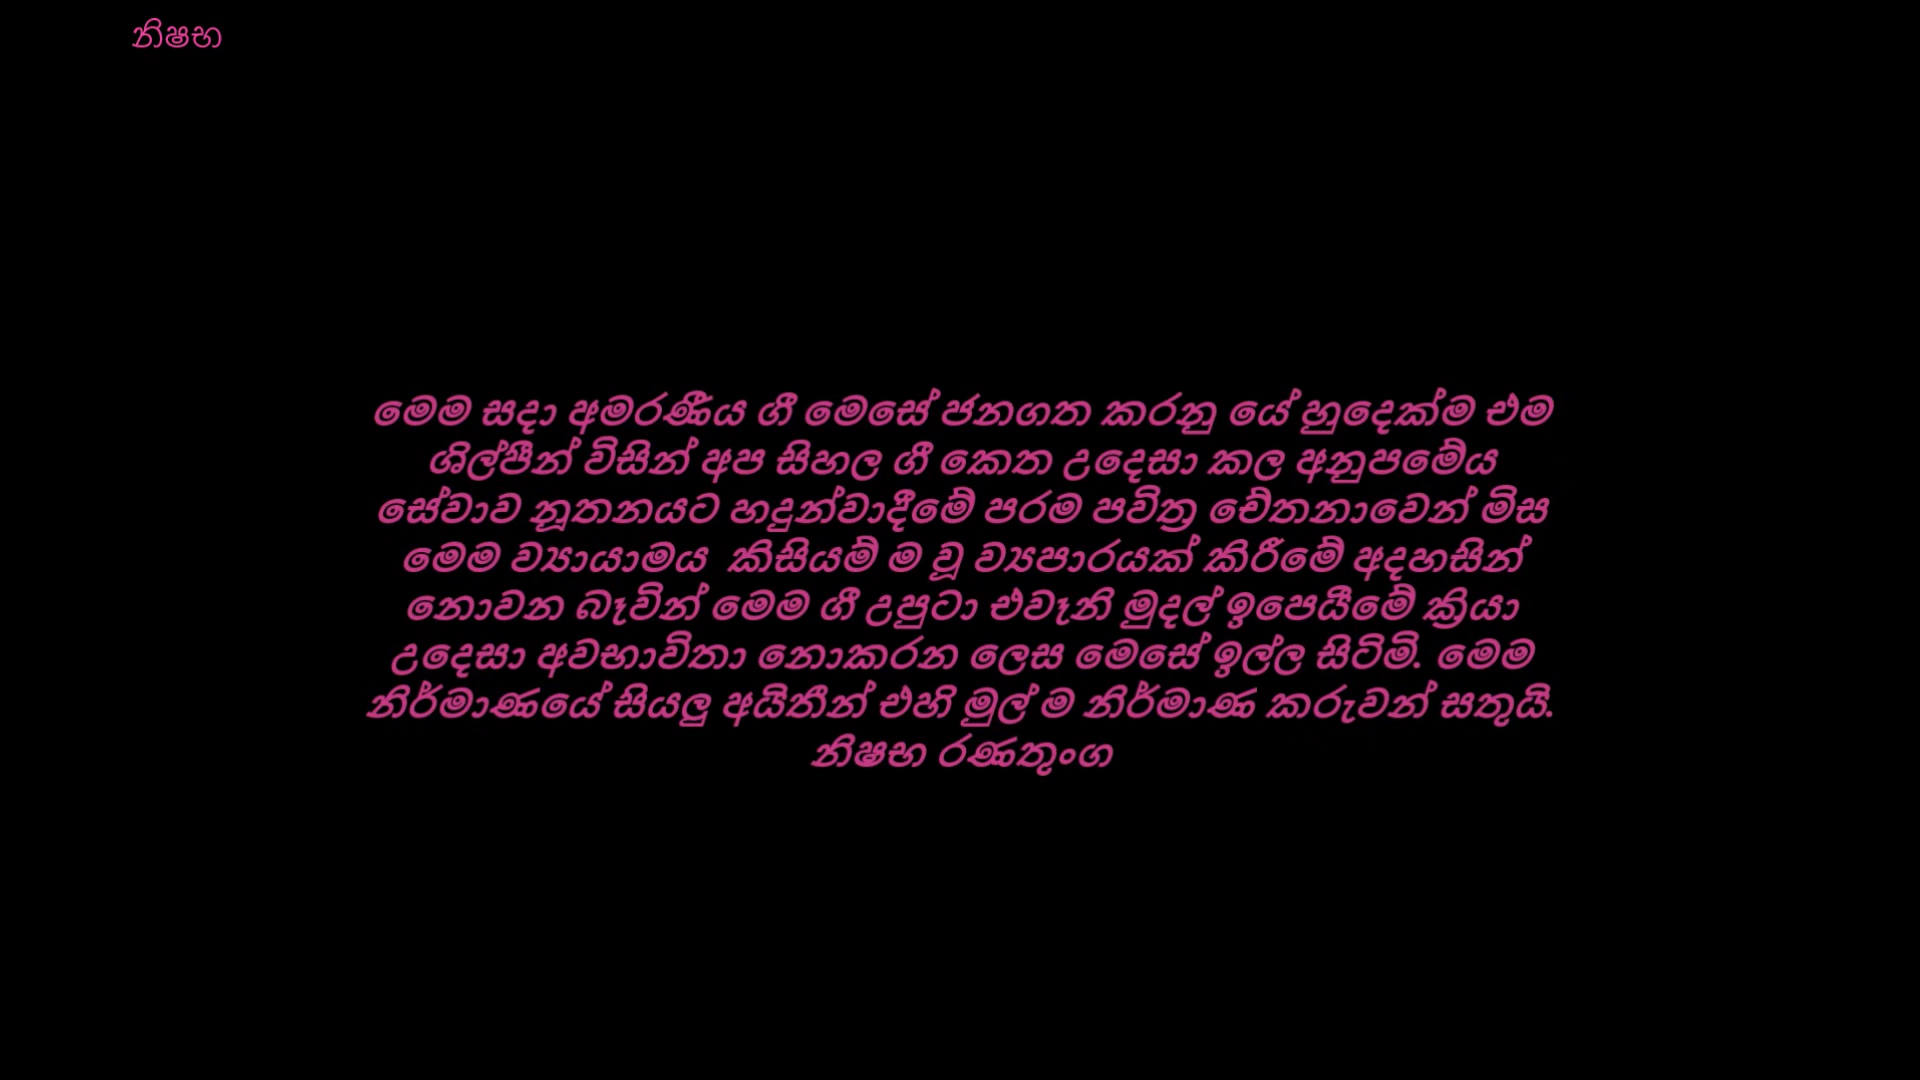 නිෂභ
මෙම සදා අමරණීය ගී මෙසේ ජනගත කරනු යේ හුදෙක්ම එම
ශිල්පීන් විසින් අප සිහල ගී කෙත උදෙසා කල අනුපමේය
සේවාව නූතනයට හදුන්වාදීමේ පරම පවිත්‍ර චේතනාවෙන් මිස
මෙම ව්‍යායාමය  කිසියම් ම වූ ව්‍යපාරයක් කිරීමේ අදහසින්
නොවන බෑවින් මෙම ගී උපුටා එවෑනි මුදල් ඉපෙයීමේ ක්‍රියා
උදෙසා අවභාවිතා නොකරන ලෙස මෙසේ ඉල්ල සිටිමි.  මෙම
නිර්මාණයේ සියලු අයිතීන් එහි මුල් ම නිර්මාණ කරුවන් සතුයි.
නිෂභ රණතුංග